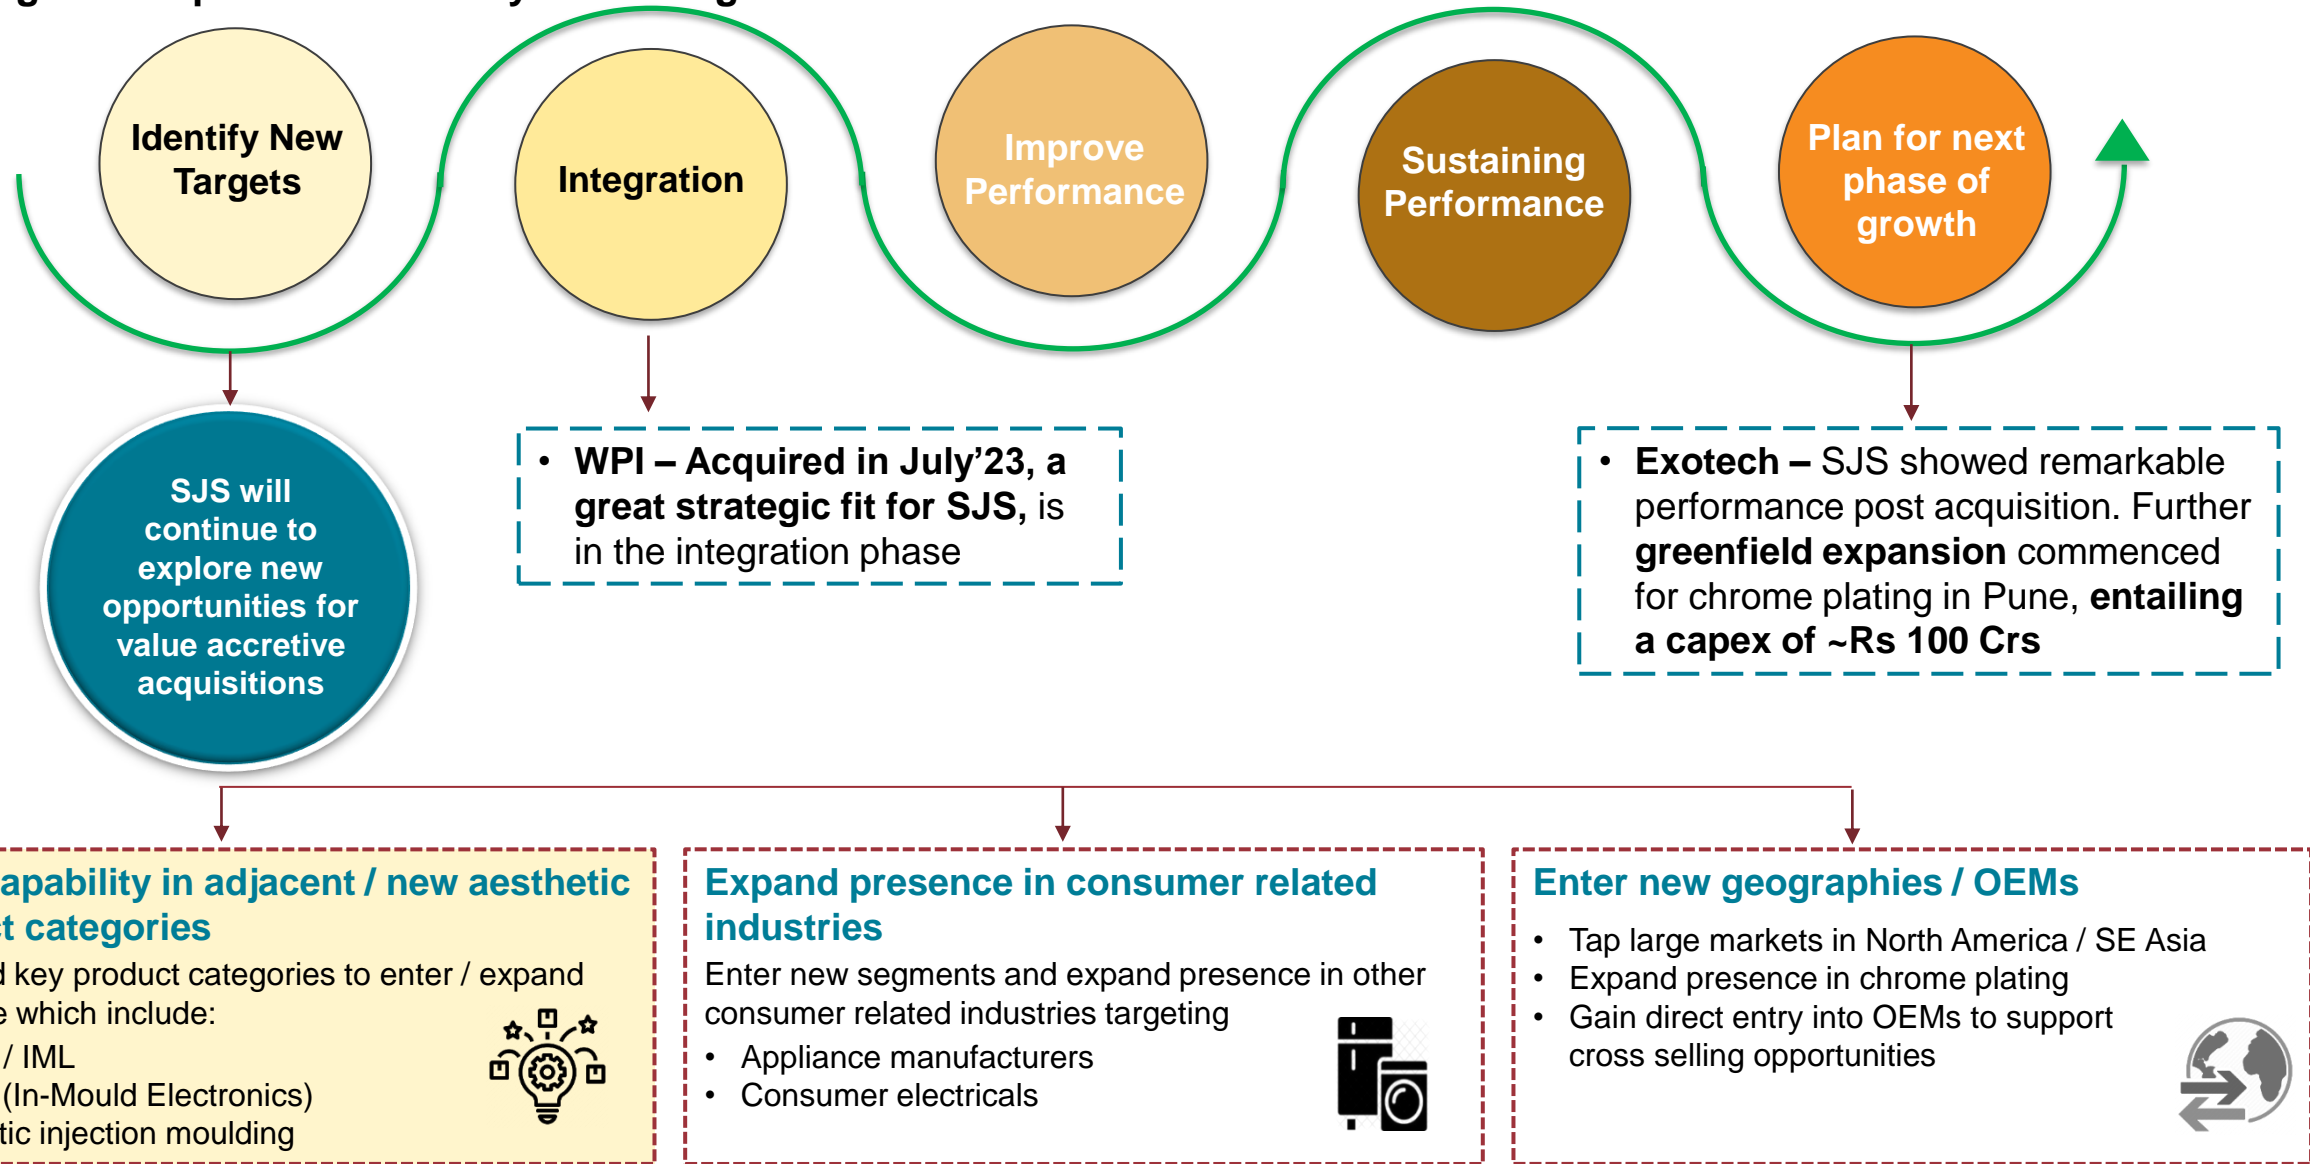 Identify New
Targets
Integration
Improve
Performance
Sustaining
Performance
Plan for next
phase of
growth
SJS will
continue to
explore new
opportunities for
value accretive
acquisitions
• WPI – Acquired in July’23, a
great strategic fit for SJS, is
in the integration phase
• Exotech – SJS showed remarkable
performance post acquisition. Further
greenfield expansion commenced
for chrome plating in Pune, entailing
a capex of ~Rs 100 Crs
apability in adjacent / new aesthetic
ct categories
key product categories to enter / expand
e which include:
/ IML
(In-Mould Electronics)
tic injection moulding
Expand presence in consumer related
industries
Enter new segments and expand presence in other
consumer related industries targeting
• Appliance manufacturers
• Consumer electricals
Enter new geographies / OEMs
• Tap large markets in North America / SE Asia
• Expand presence in chrome plating
• Gain direct entry into OEMs to support
cross selling opportunities